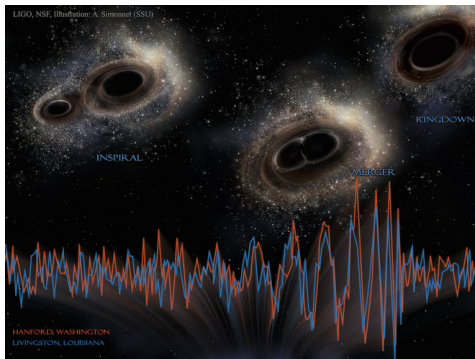 LIGO, NSF, Illustration: A. Simonnet (SSU)
RINGDOWN
INSPIRAL
MERGER
HANFORD, WASHINGTON
LIVINGSTON, LOUISIANA